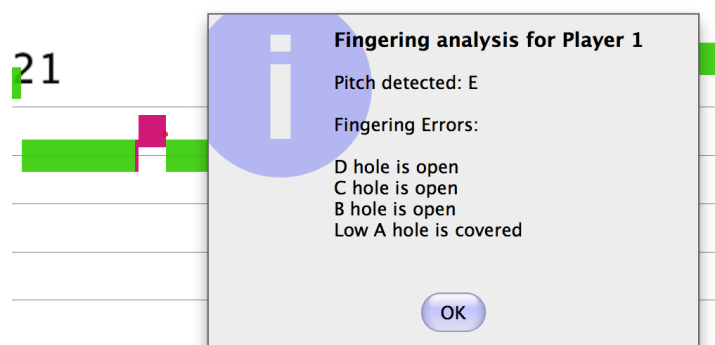 21
Fingering analysis for Player 1
Pitch detected: E
Fingering Errors:
D hole is open
C hole is open
B hole is open
Low A hole is covered
OK